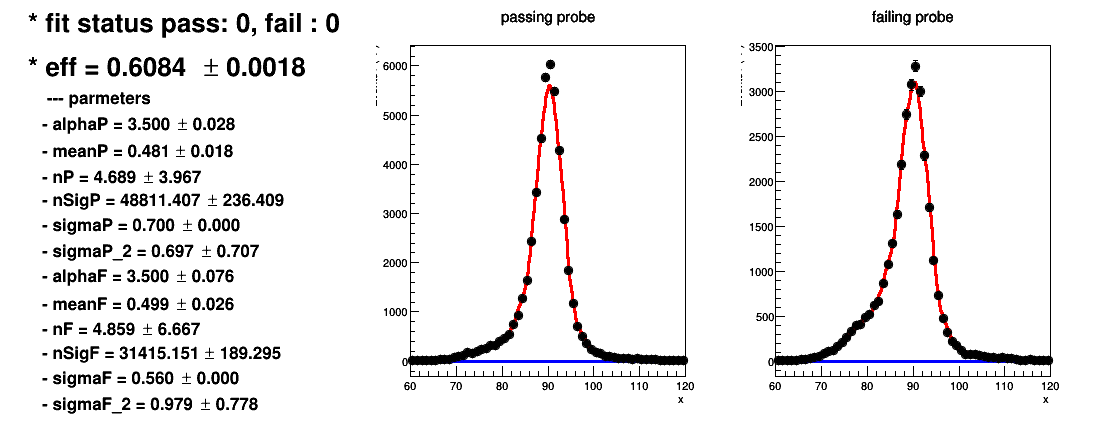 * fit status pass: 0, fail : 0
* eff = 0.6084 ± 0.0018
--- parmeters
- alphaP = 3.500 ± 0.028
- meanP = 0.481 ± 0.018
- nP = 4.689 ± 3.967
- nSigP = 48811.407 ± 236.409
- sigmaP = 0.700 ± 0.000
- sigmaP_2 = 0.697 ± 0.707
- alphaF = 3.500 ± 0.076
- meanF = 0.499 ± 0.026
- nF = 4.859 ± 6.667
- nSigF = 31415.151 ± 189.295
- sigmaF = 0.560 ± 0.000
- sigmaF_2 = 0.979 ± 0.778
passing probe
6000
5000
4000
3000
2000
1000
0
60 70 80 90 100 110 120
x
failing probe
3500
3000
2500
2000
1500
1000
500
0
60 70 80 90 100 110 120
x